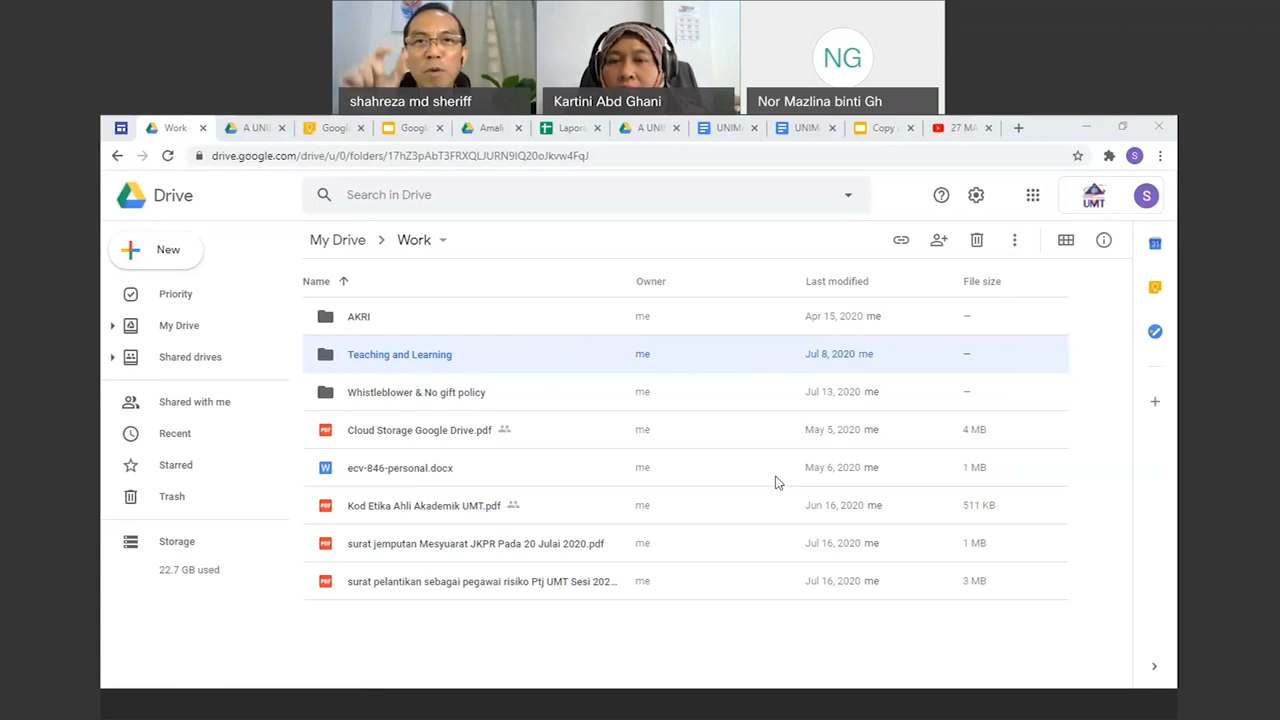 NG
shahreza md sheriff
Kartini Abd Ghani
Nor Mazlina binti Gh
Work
A UNI
Google
Google
Amali
Lapora
A UNI
UNIM
UNIM
Copy
27 MA
drive.google.com/drive/u/0/folders/17hZ3pAbT3FRXQLJURN9IQ20oJkvw4FqJ
S
Drive
Search in Drive
UMT
S
New
My Drive > Work
31
Name
Owner
Last modified
File size
Priority
AKRI me Apr 15, 2020 me –
My Drive
Teaching and Learning me Jul 8, 2020 me –
Shared drives
Whistleblower & No gift policy me Jul 13, 2020 me –
Shared with me
PDF Cloud Storage Google Drive.pdf me May 5, 2020 me 4 MB
Recent
W ecv-846-personal.docx me May 6, 2020 me 1 MB
Starred
Trash
PDF Kod Etika Ahli Akademik UMT.pdf me Jun 16, 2020 me 511 KB
Storage
PDF surat jemputan Mesyuarat JKPR Pada 20 Julai 2020.pdf me Jul 16, 2020 me 1 MB
22.7 GB used
PDF surat pelantikan sebagai pegawai risiko Ptj UMT Sesi 202... me Jul 16, 2020 me 3 MB